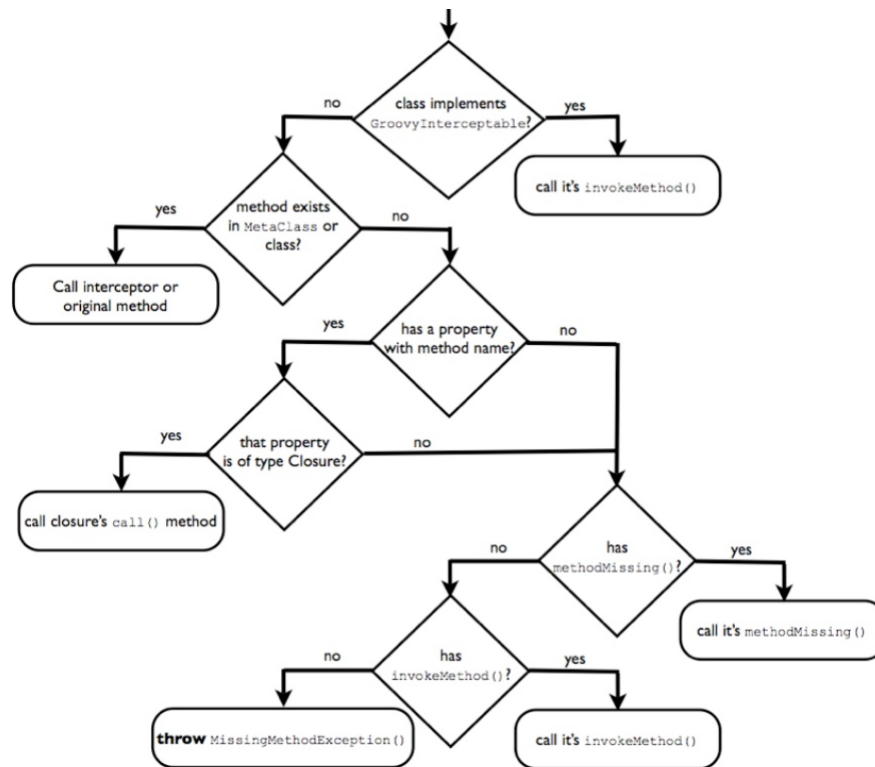 class implements
GroovyInterceptable?
no
yes
call it's invokeMethod()
method exists
in MetaClass or
class?
yes
no
Call interceptor or
original method
has a property
with method name?
yes
no
that property
is of type Closure?
yes
no
call closure's call() method
has
methodMissing()?
no
yes
call it's methodMissing()
has
invokeMethod()?
no
yes
throw MissingMethodException()
call it's invokeMethod()